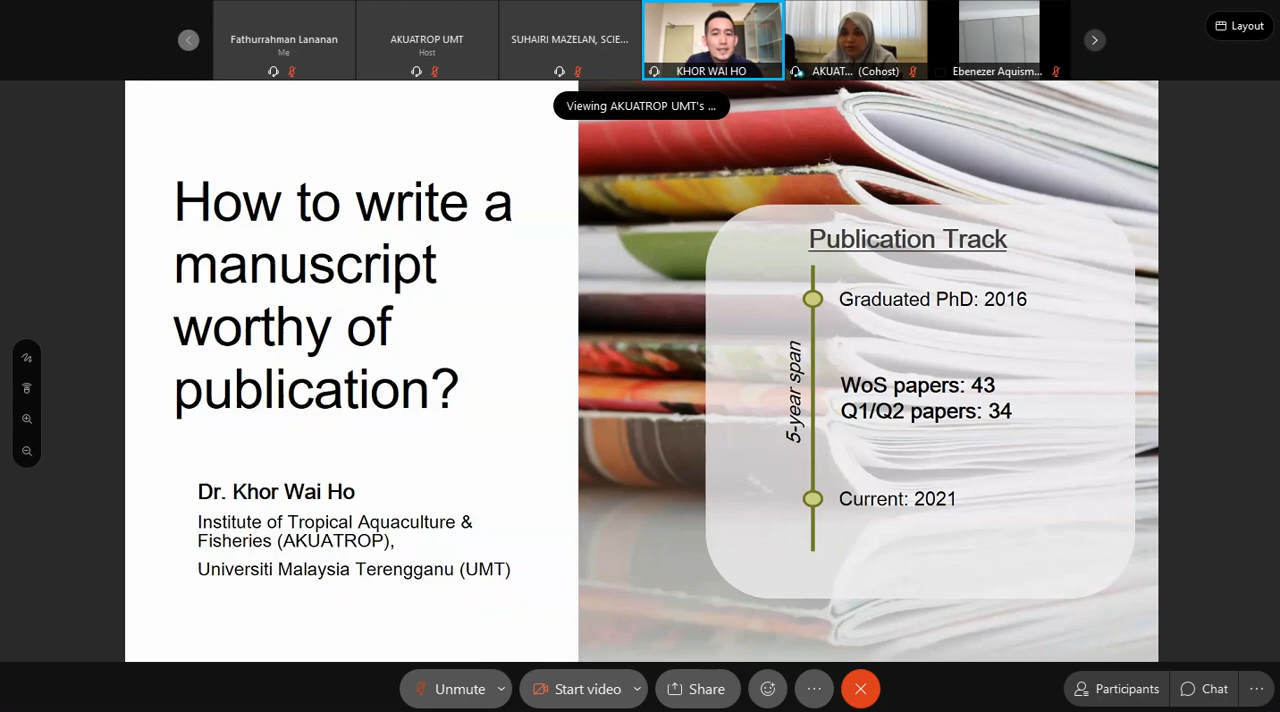 Fathurrahman Lananan
Me
AKUATROP UMT
Host
SUHAIRI MAZELAN, SCIE...
KHOR WAI HO
AKUAT... (Cohost)
Ebenezer Aquism...
Layout
Viewing AKUATROP UMT's ...
How to write a
manuscript
worthy of
publication?
Dr. Khor Wai Ho
Institute of Tropical Aquaculture &
Fisheries (AKUATROP),
Universiti Malaysia Terengganu (UMT)
Publication Track
Graduated PhD: 2016
5-year span
WoS papers: 43
Q1/Q2 papers: 34
Current: 2021
Unmute
Start video
Share
Participants
Chat